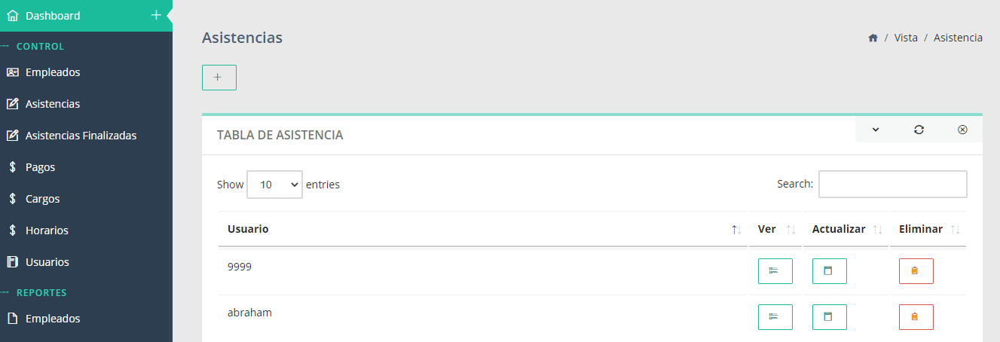 Dashboard
CONTROL
Empleados
Asistencias
Asistencias Finalizadas
Pagos
Cargos
Horarios
Usuarios
REPORTES
Empleados
Asistencias
/ Vista / Asistencia
TABLA DE ASISTENCIA
Show 10 entries
Search:
Usuario Ver Actualizar Eliminar
9999
abraham